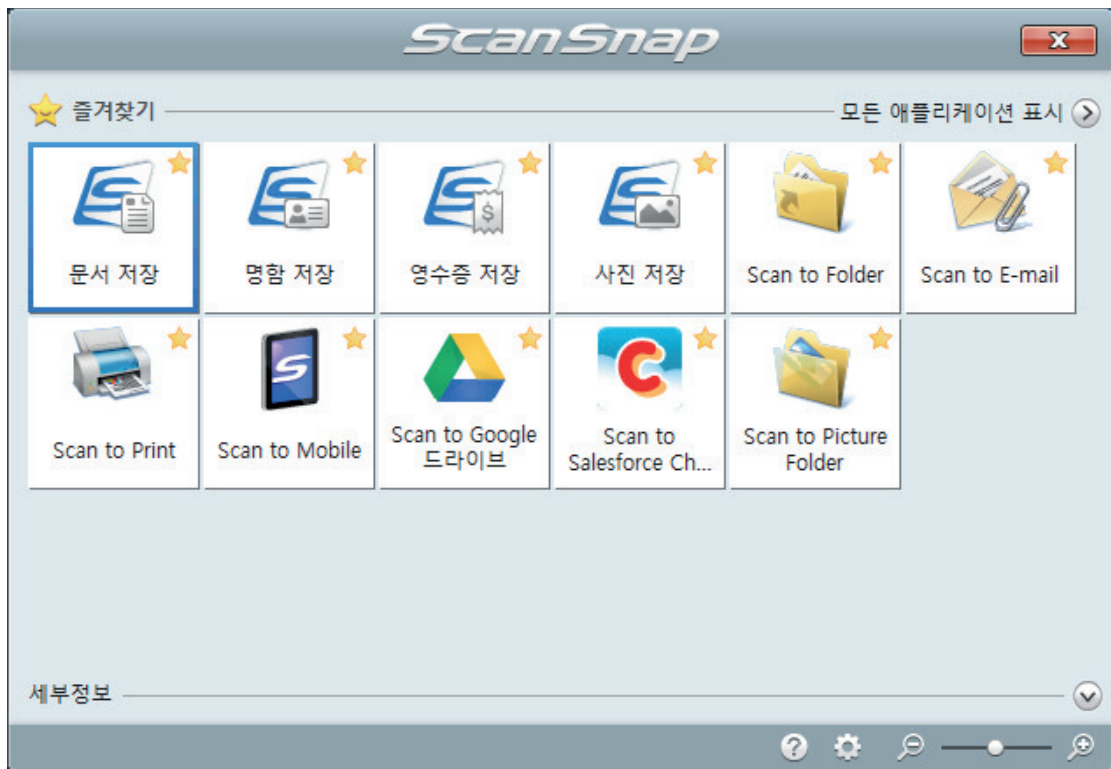 ScanSnap
즐겨찾기
모든 애플리케이션 표시
문서 저장
명함 저장
영수증 저장
사진 저장
Scan to Folder
Scan to E-mail
Scan to Print
Scan to Mobile
Scan to Google
드라이브
Scan to
Salesforce Ch...
Scan to Picture
Folder
세부정보